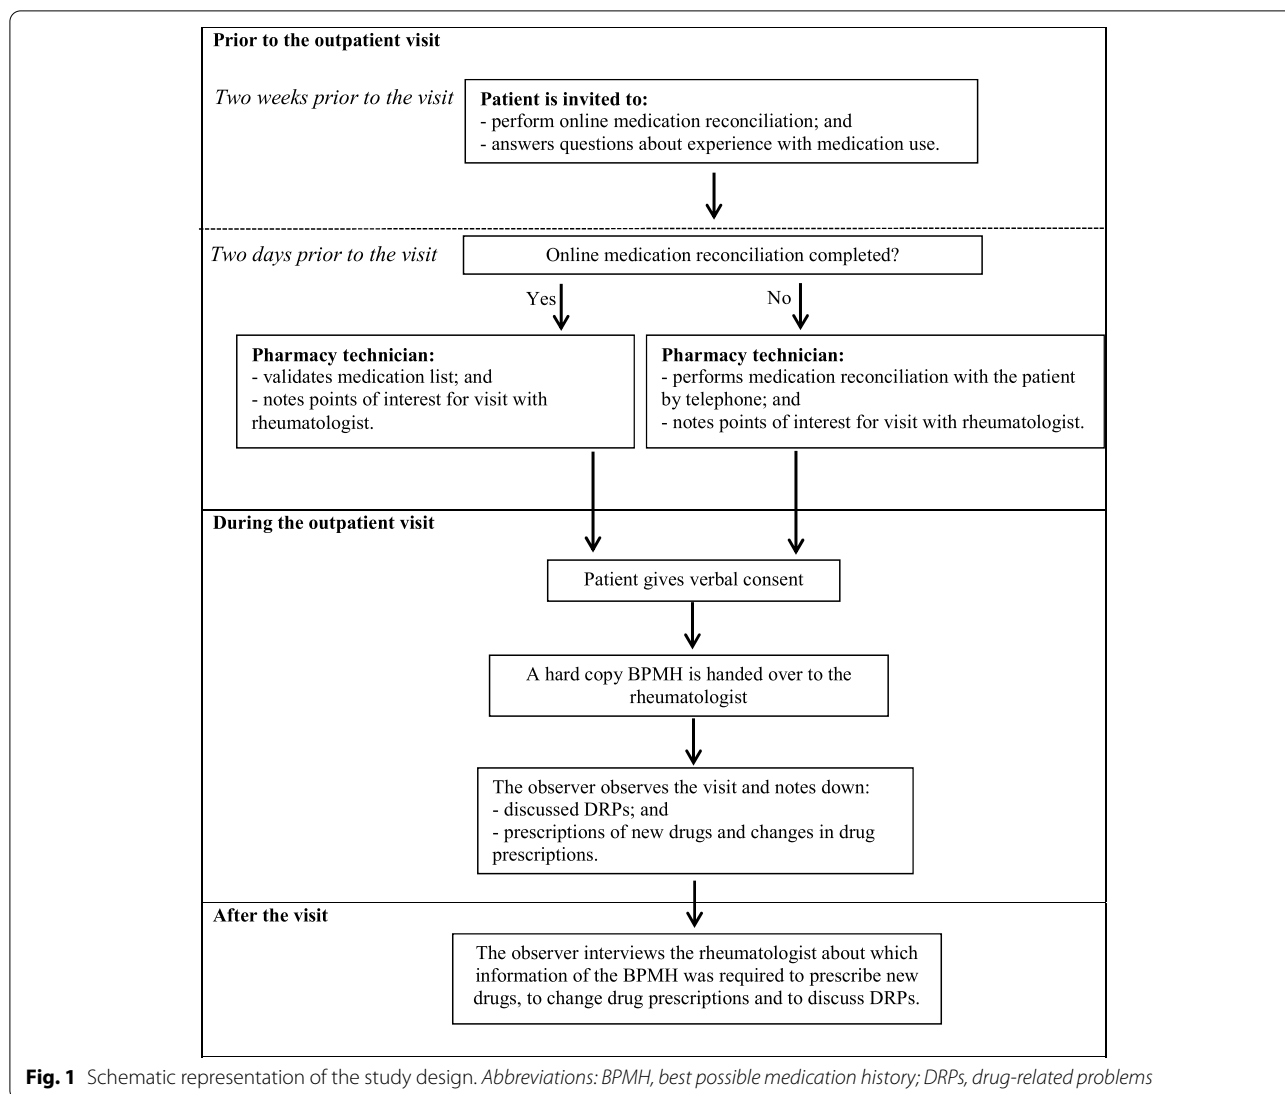 Prior to the outpatient visit
Two weeks prior to the visit
Patient is invited to:
- perform online medication reconciliation; and
- answers questions about experience with medication use.
Two days prior to the visit
Online medication reconciliation completed?
Yes
No
Pharmacy technician:
- validates medication list; and
- notes points of interest for visit with
rheumatologist.
Pharmacy technician:
- performs medication reconciliation with the patient
by telephone; and
- notes points of interest for visit with rheumatologist.
During the outpatient visit
Patient gives verbal consent
A hard copy BPMH is handed over to the
rheumatologist
The observer observes the visit and notes down:
- discussed DRPs; and
- prescriptions of new drugs and changes in drug
prescriptions.
After the visit
The observer interviews the rheumatologist about which
information of the BPMH was required to prescribe new
drugs, to change drug prescriptions and to discuss DRPs.
Fig. 1 Schematic representation of the study design. Abbreviations: BPMH, best possible medication history; DRPs, drug-related problems